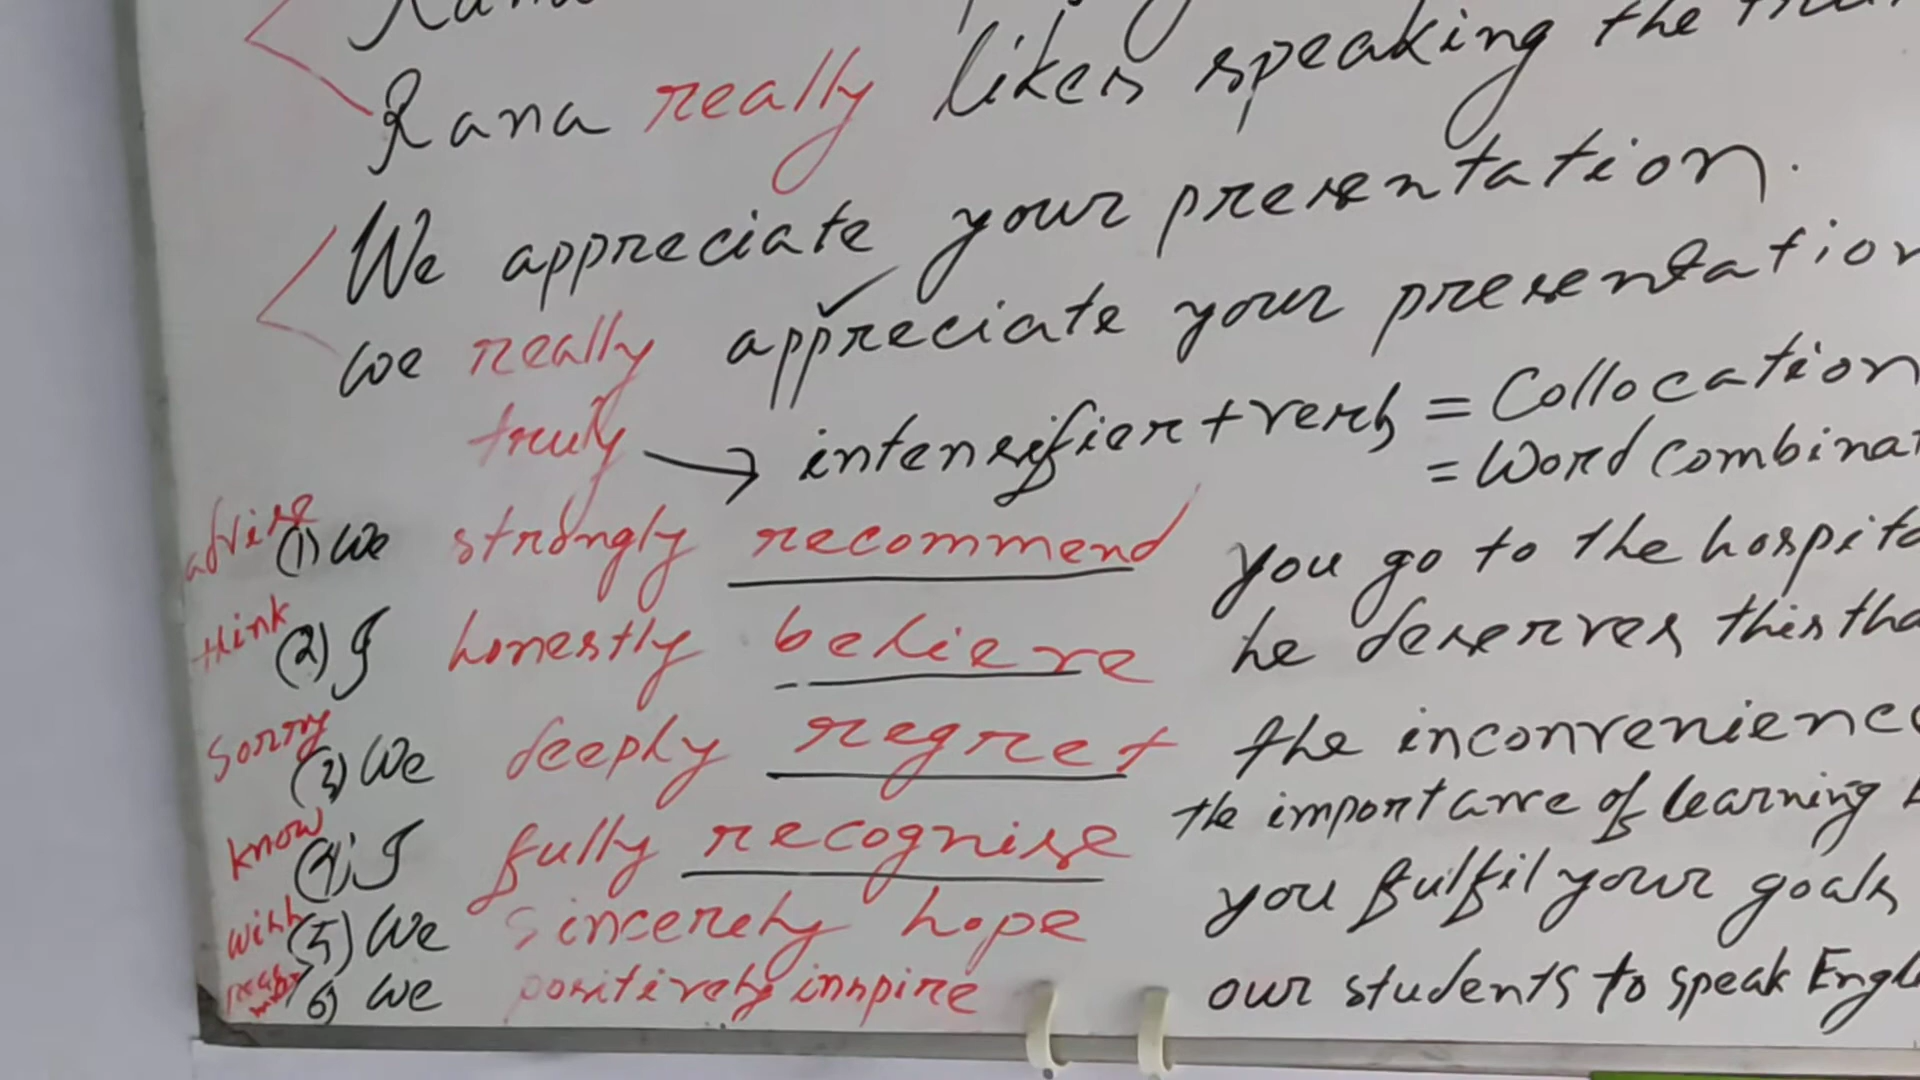 Rana really likes speaking the
We appreciate your presentation.
we really appreciate your presentation
truly → intensifier + verb = Collocation
= Word Combinat
advise (1) We strongly recommend you go to the hospita
think (2) I honestly believe he deserves this tha
Sorry (3) We deeply regret the inconvenienc
know (4) I fully recognise the importance of learning E
wish (5) We sincerely hope you fulfil your goals
6) We positively inspire our students to speak Engl